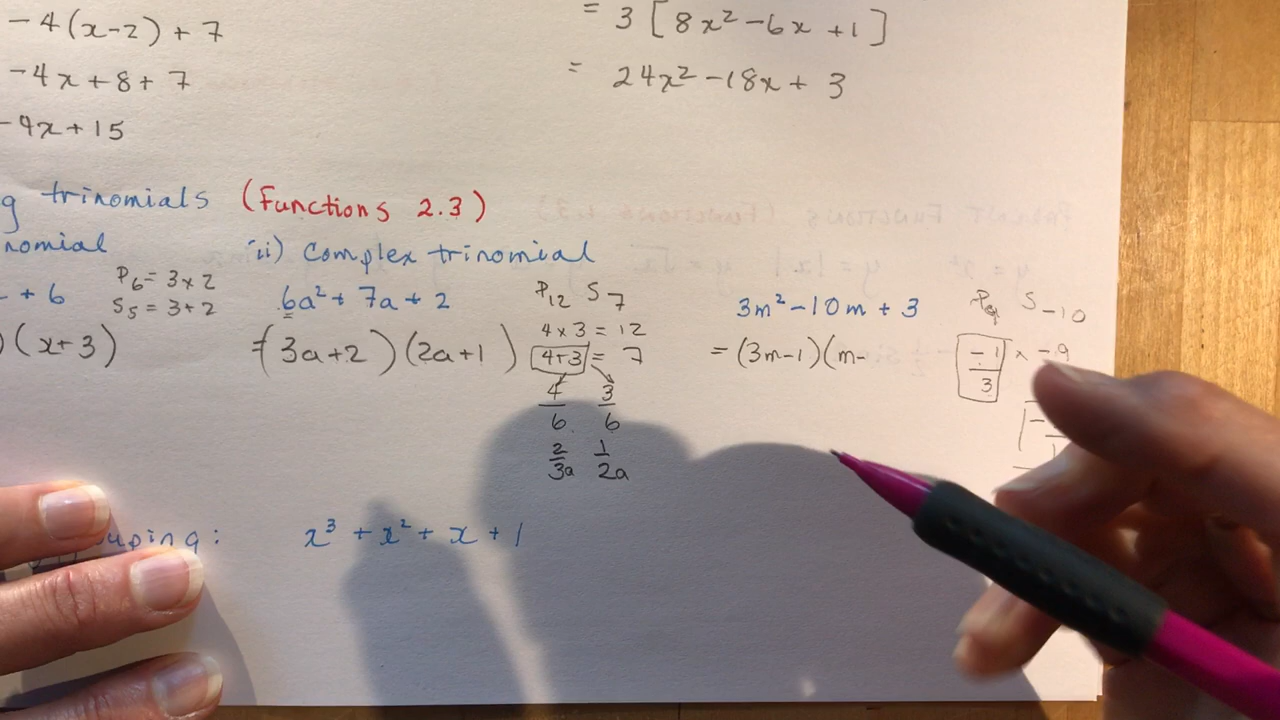 -4(x-2) + 7
-4x + 8 + 7
-4x + 15
= 3 [8x² -6x +1]
= 24x² -18x + 3
g trinomials (Functions 2.3)
nomial
+ 6
P₆ = 3 x 2
S₅ = 3 + 2
)(x+3)
ii) Complex trinomial
6a² + 7a + 2
= (3a+2)(2a+1)
P₁₂ S₇
4 x 3 = 12
4+3 = 7
4/6 3/6
2/3a 1/2a
3m² -10m + 3
= (3m-1)(m-
P₉ S₋₁₀
-1 x -9
-1/3
uping: x³ + x² + x + 1